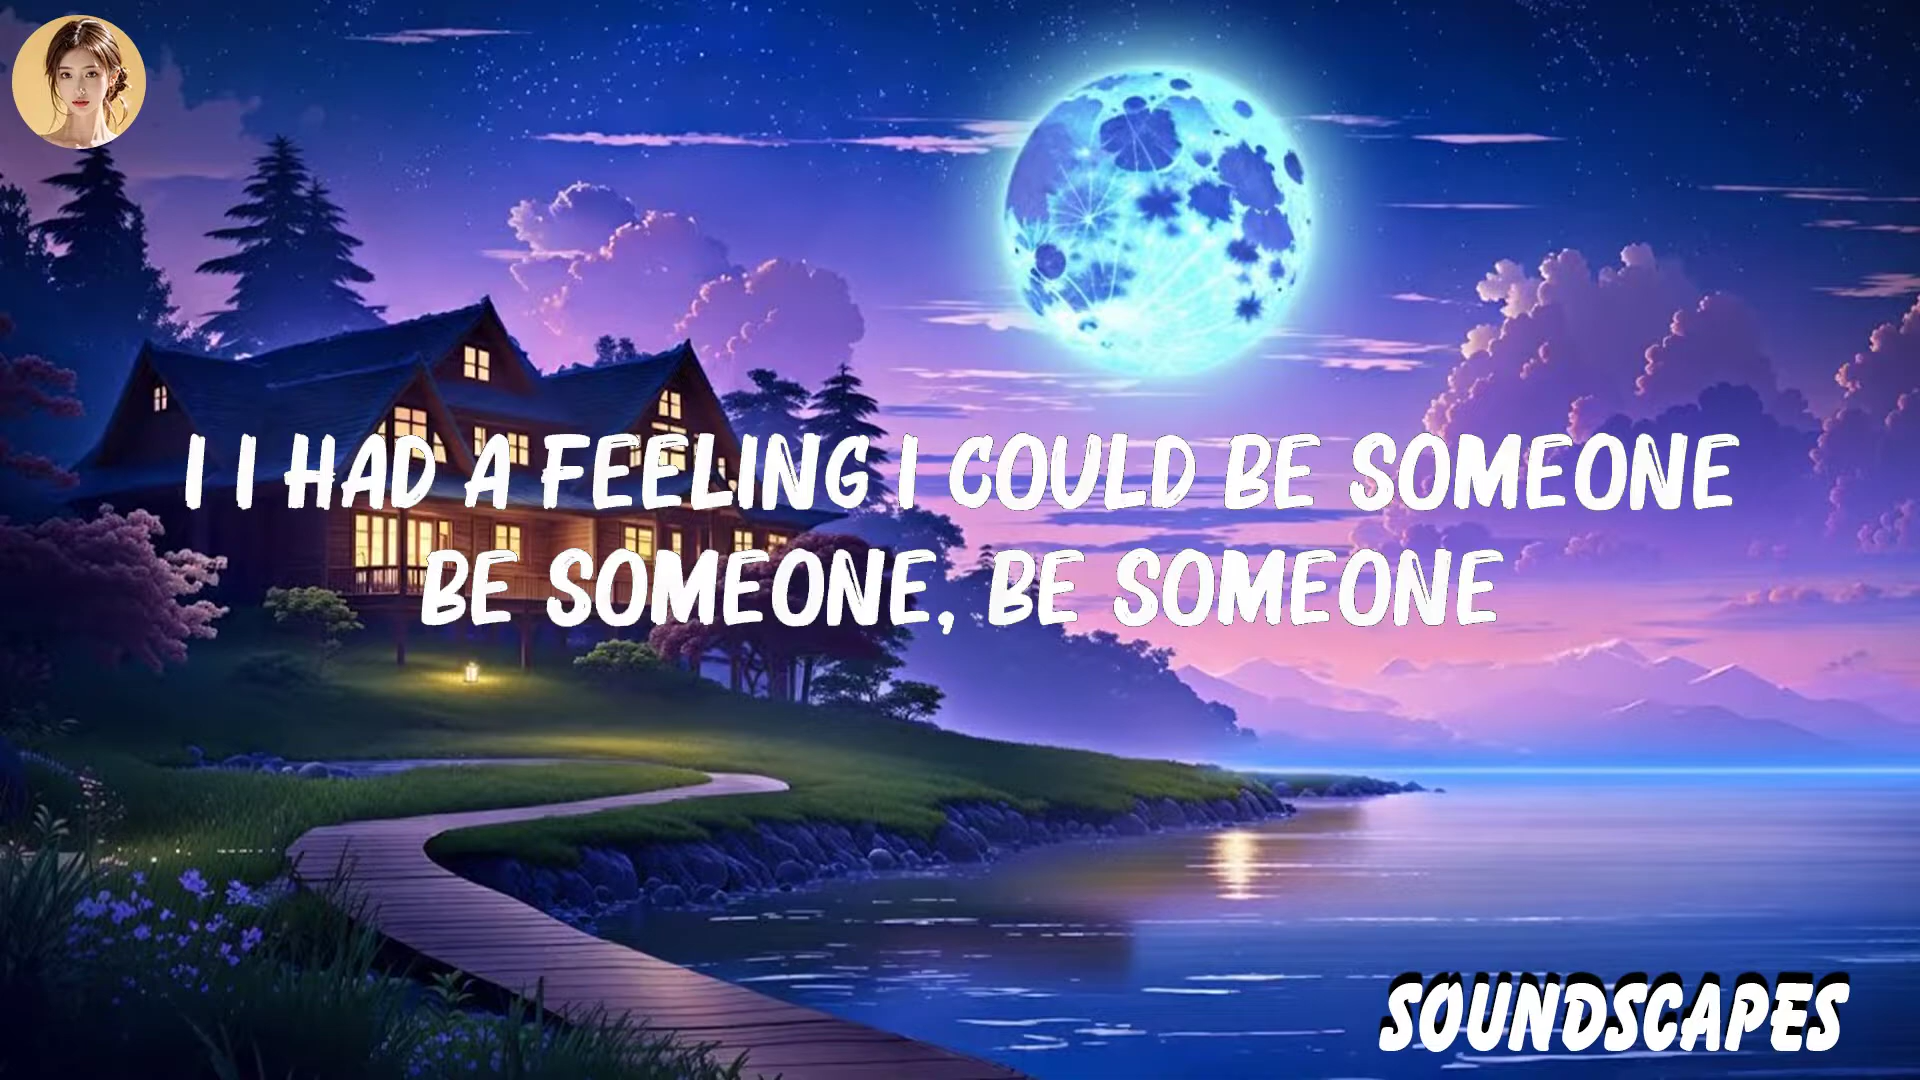 I I HAD A FEELING I COULD BE SOMEONE
BE SOMEONE, BE SOMEONE
SOUNDSCAPES